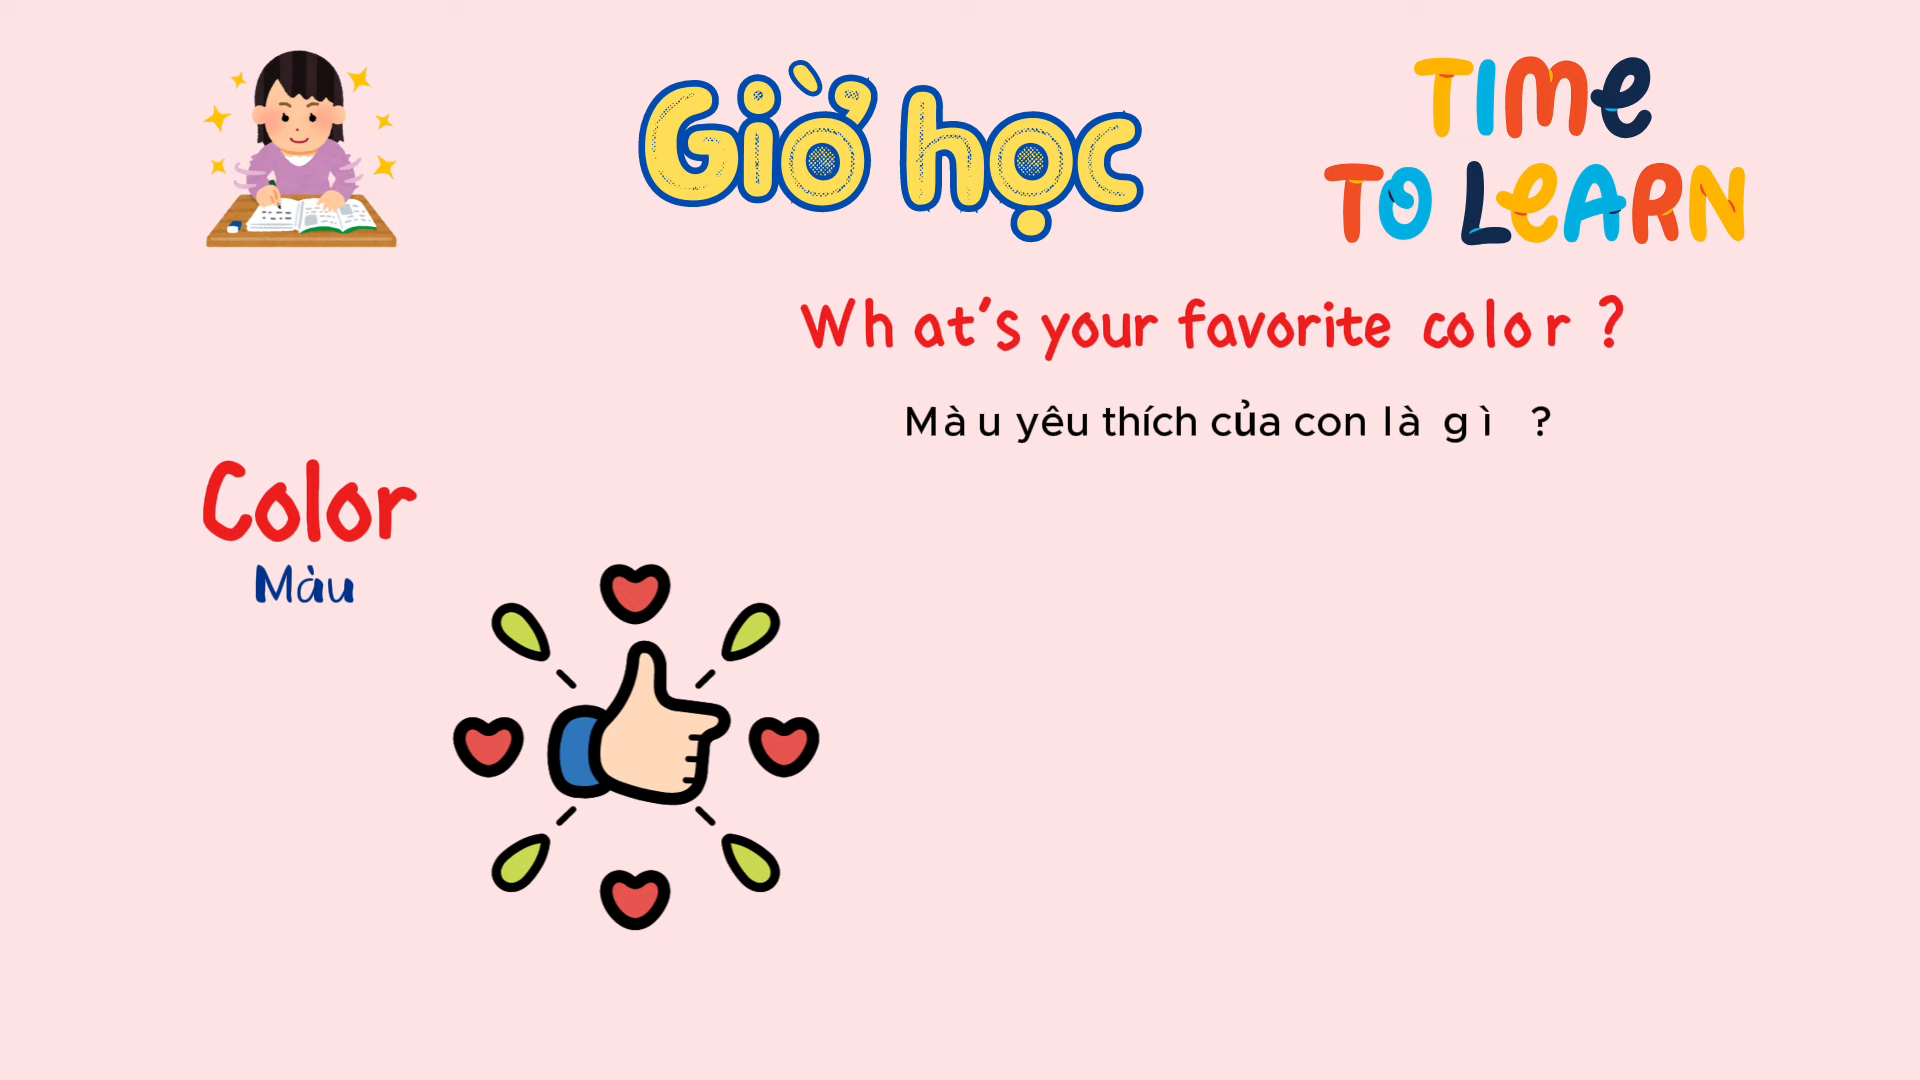 Giờ học
TIME
TO LEARN
What's your favorite color ?
Màu yêu thích của con là gì ?
Color
Màu